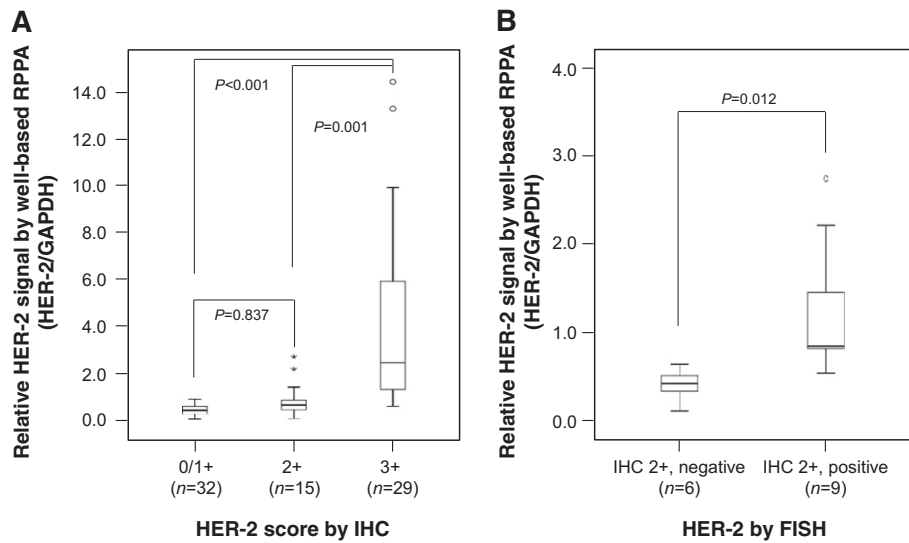 A
Relative HER-2 signal by well-based RPPA
(HER-2/GAPDH)
14.0
12.0
10.0
8.0
6.0
4.0
2.0
0.0
P<0.001
P=0.001
P=0.837
0/1+
(n=32)
2+
(n=15)
3+
(n=29)
HER-2 score by IHC
B
Relative HER-2 signal by well-based RPPA
(HER-2/GAPDH)
4.0
3.0
2.0
1.0
0.0
P=0.012
IHC 2+, negative
(n=6)
IHC 2+, positive
(n=9)
HER-2 by FISH